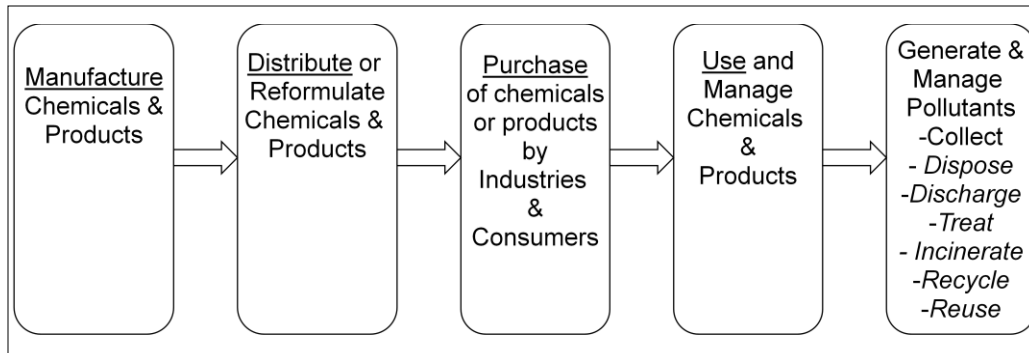 Manufacture
Chemicals &
Products
Distribute or
Reformulate
Chemicals &
Products
Purchase
of chemicals
or products
by
Industries
&
Consumers
Use and
Manage
Chemicals
&
Products
Generate &
Manage
Pollutants
-Collect
- Dispose
-Discharge
-Treat
- Incinerate
-Recycle
-Reuse